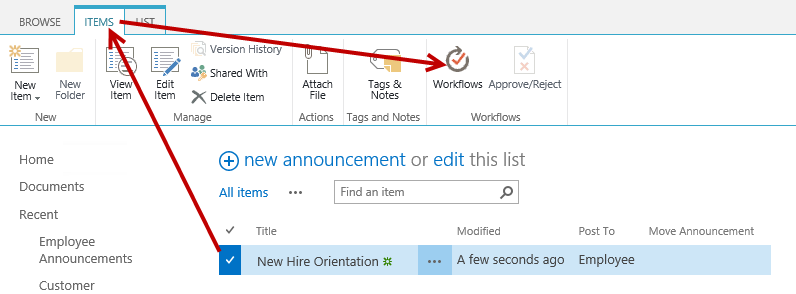 BROWSE ITEMS LIST
New Item
New Folder
View Item
Edit Item
Version History
Shared With
Delete Item
Attach File
Tags & Notes
Workflows
Approve/Reject
New
Manage
Actions
Tags and Notes
Workflows
Home
Documents
Recent
Employee
Announcements
Customer
new announcement or edit this list
All items ••• Find an item
Title Modified Post To Move Announcement
New Hire Orientation ••• A few seconds ago Employee